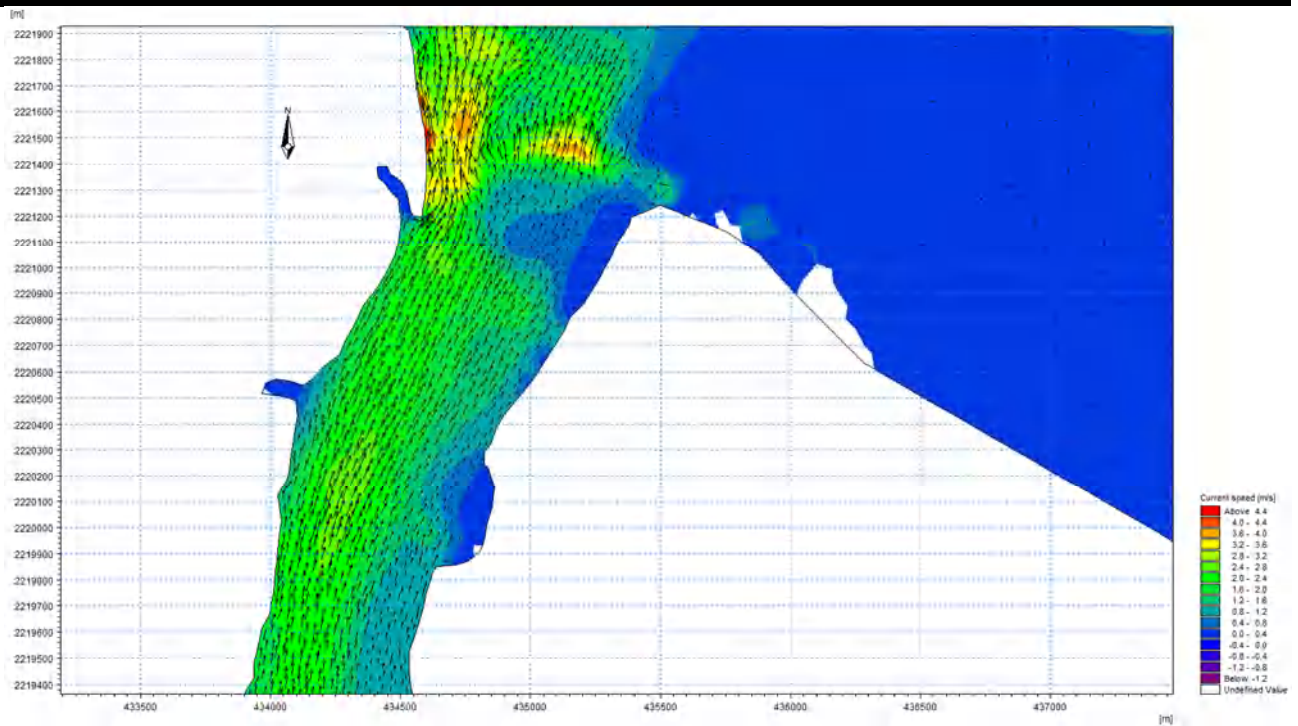 [m]
2221900
2221800
2221700
2221600
2221500
2221400
2221300
2221200
2221100
2221000
2220900
2220800
2220700
2220600
2220500
2220400
2220300
2220200
2220100
2220000
2219900
2219800
2219700
2219600
2219500
2219400
N
433500 434000 434500 435000 435500 436000 436500 437000
[m]
Current speed [m/s]
Above 4.4
4.0 - 4.4
3.6 - 4.0
3.2 - 3.6
2.8 - 3.2
2.4 - 2.8
2.0 - 2.4
1.6 - 2.0
1.2 - 1.6
0.8 - 1.2
0.4 - 0.8
0.0 - 0.4
-0.4 - 0.0
-0.8 - -0.4
-1.2 - -0.8
Below -1.2
Undefined Value